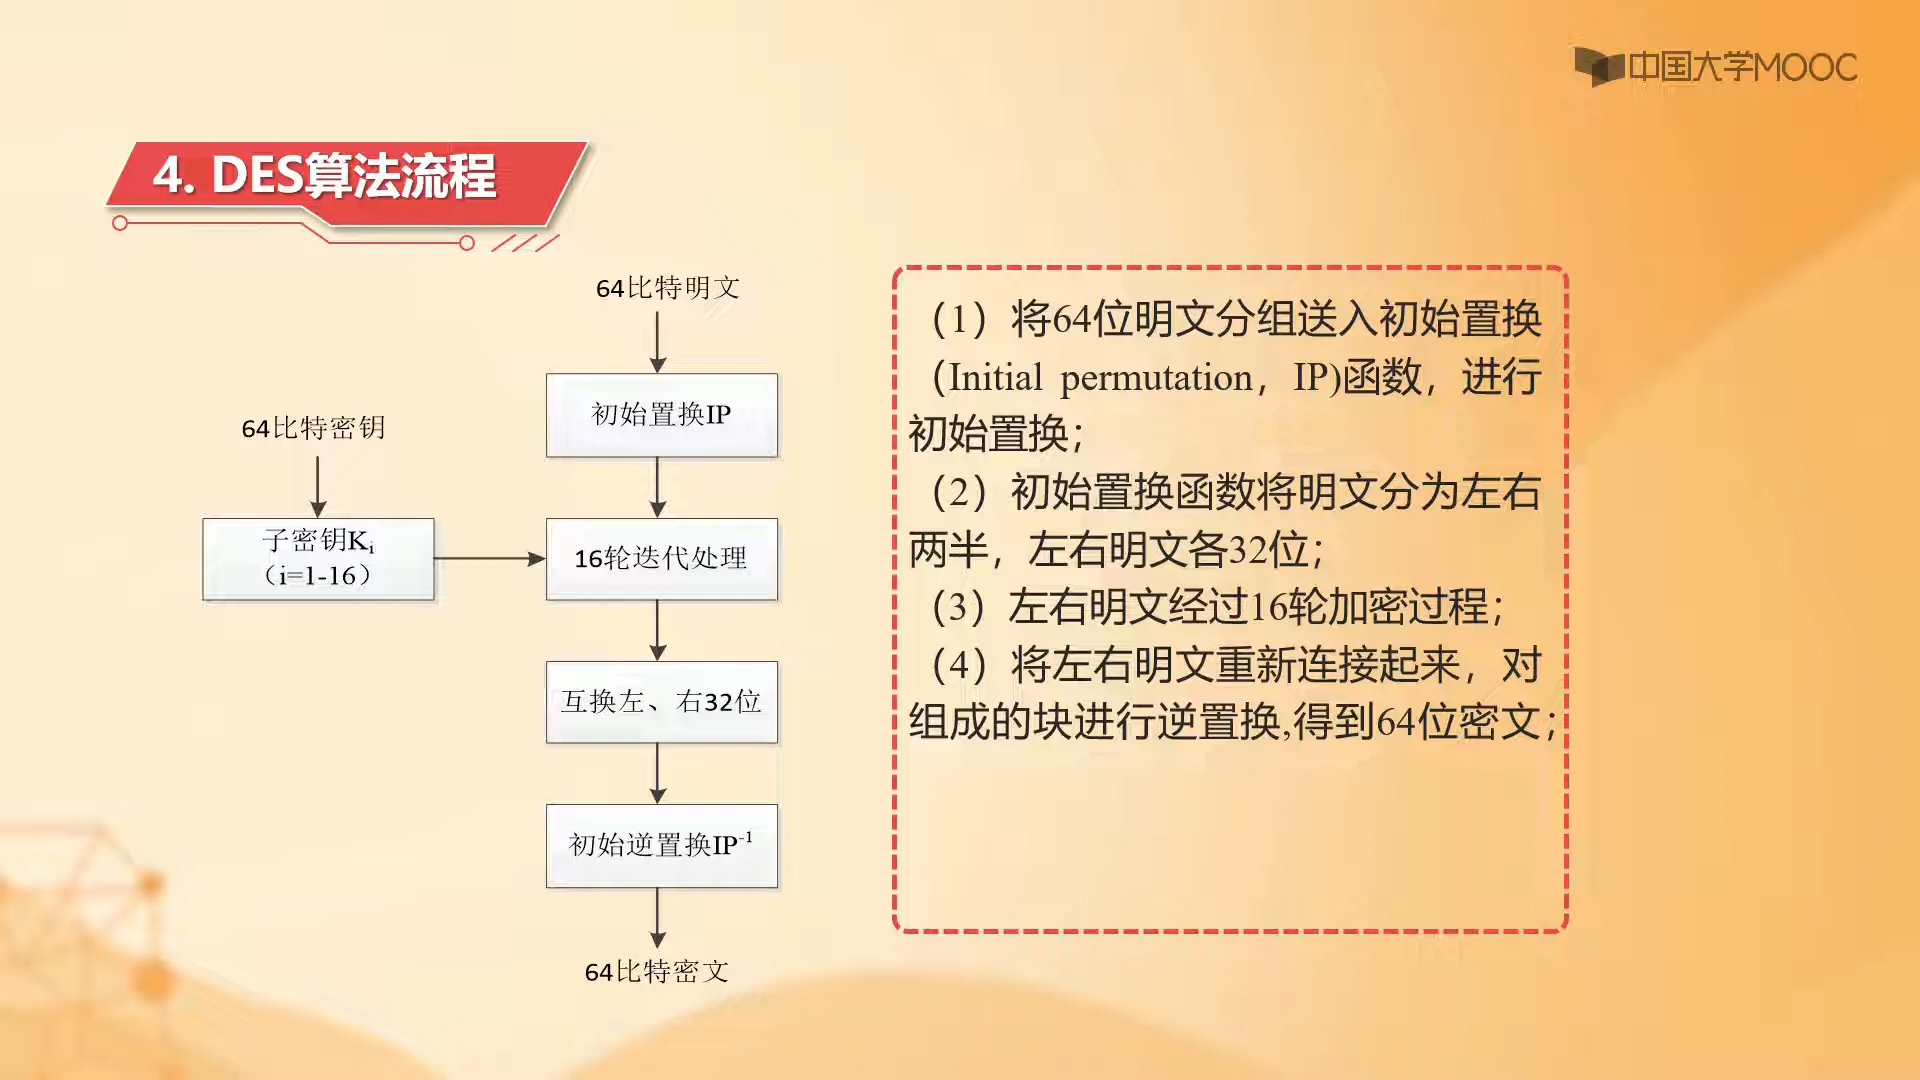 中国大学MOOC
4. DES算法流程
64比特明文
初始置换IP
64比特密钥
子密钥Kᵢ
（i=1-16）
16轮迭代处理
互换左、右32位
初始逆置换IP⁻¹
64比特密文
（1）将64位明文分组送入初始置换
（Initial permutation，IP)函数，进行
初始置换；
（2）初始置换函数将明文分为左右
两半，左右明文各32位；
（3）左右明文经过16轮加密过程；
（4）将左右明文重新连接起来，对
组成的块进行逆置换,得到64位密文；